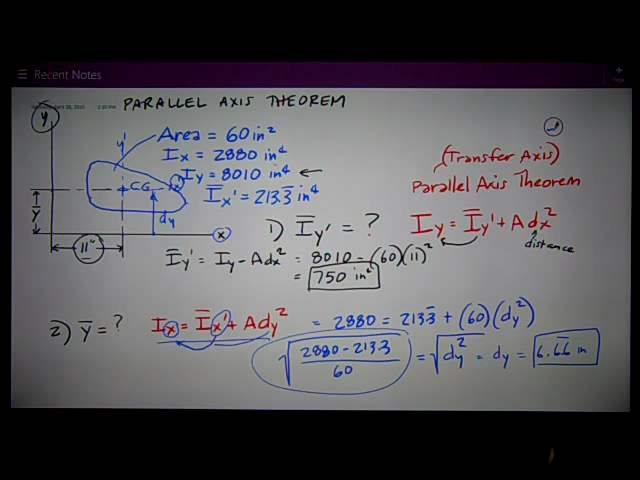 Recent Notes
PARALLEL AXIS THEOREM
y
y'
Area = 60 in²
Ix = 2880 in⁴
Iy = 8010 in⁴ ←
Īx' = 213.3̅ in⁴
C.G.
x'
dy
ȳ
11"
x
(Transfer Axis)
Parallel Axis Theorem
Iy = Īy' + Adx²
distance
1) Īy' = ?
Īy' = Iy - Adx² = 8010 - (60)(11)²
= 750 in⁴
2) ȳ = ?
Ix = Īx' + Ady² = 2880 = 213.3̅ + (60)(dy²)
√(2880 - 213.3̅ / 60) = √dy² = dy = 6.6̅6̅ in